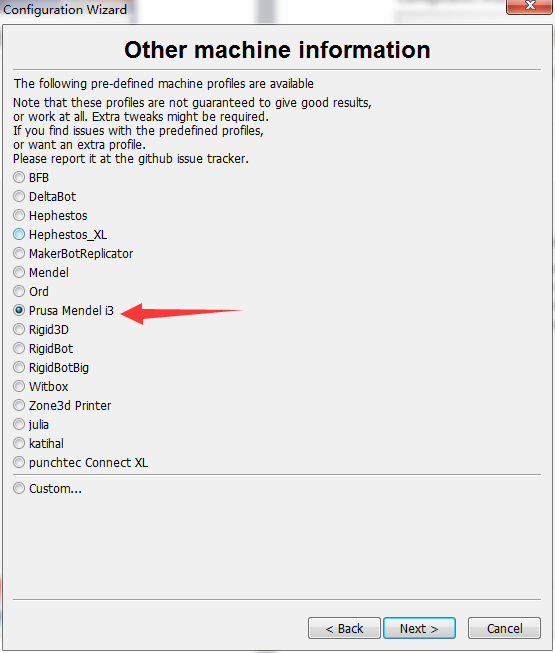 Configuration Wizard
Other machine information
The following pre-defined machine profiles are available
Note that these profiles are not guaranteed to give good results,
or work at all. Extra tweaks might be required.
If you find issues with the predefined profiles,
or want an extra profile.
Please report it at the github issue tracker.
BFB
DeltaBot
Hephestos
Hephestos_XL
MakerBotReplicator
Mendel
Ord
Prusa Mendel i3
Rigid3D
RigidBot
RigidBotBig
Witbox
Zone3d Printer
julia
katihal
punchtec Connect XL
Custom...
< Back
Next >
Cancel